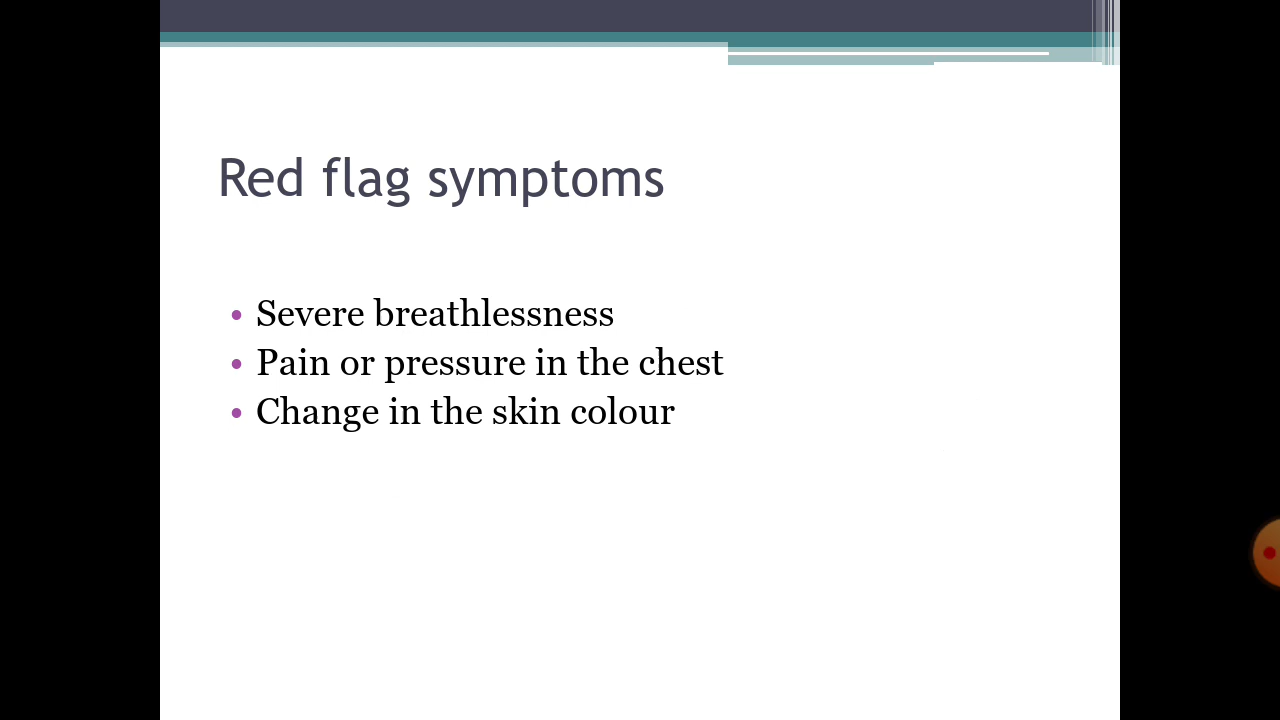 Red flag symptoms
• Severe breathlessness
• Pain or pressure in the chest
• Change in the skin colour